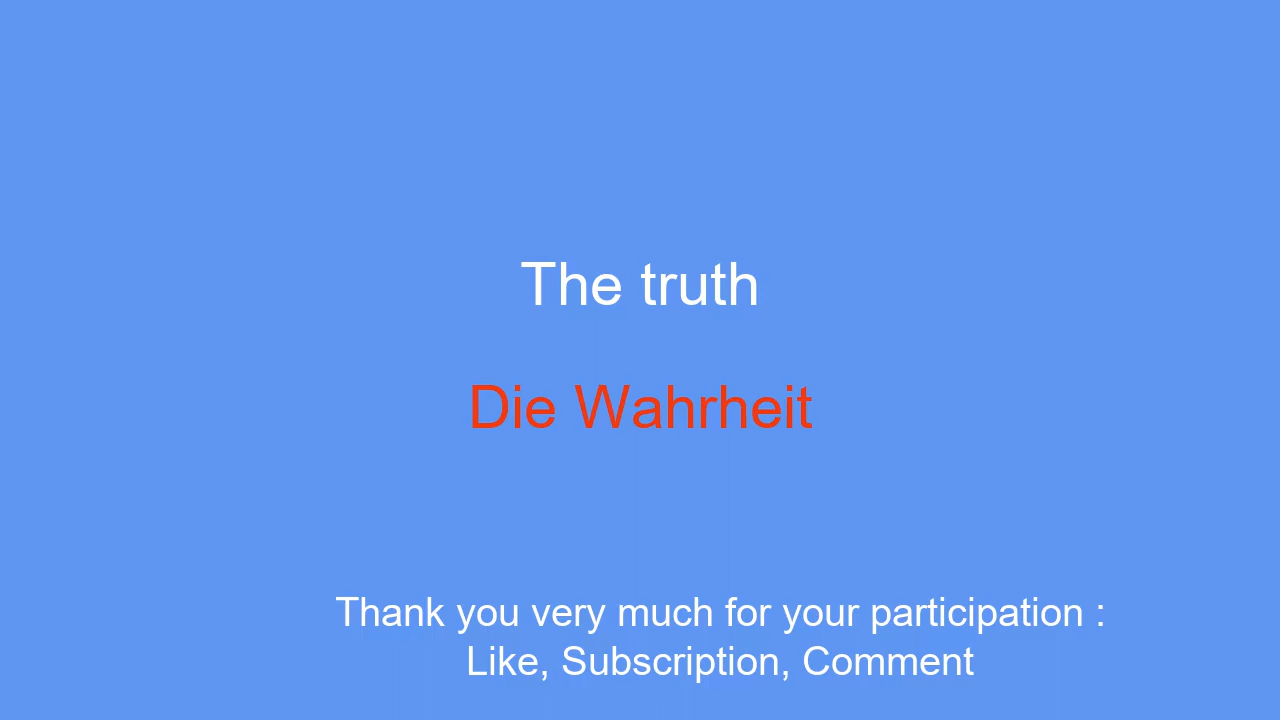 The truth
Die Wahrheit
Thank you very much for your participation :
Like, Subscription, Comment